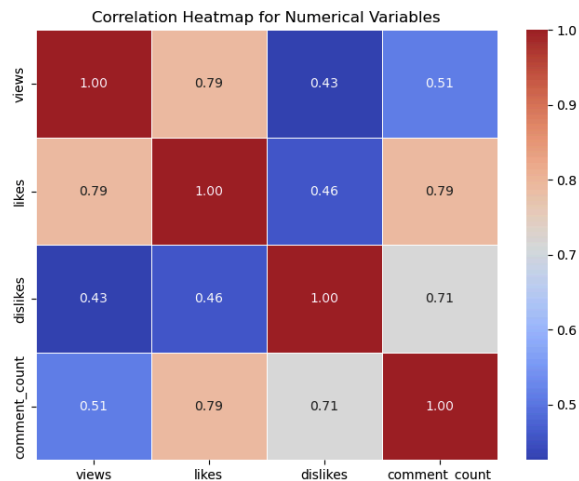 Correlation Heatmap for Numerical Variables
views
1.00 0.79 0.43 0.51
likes
0.79 1.00 0.46 0.79
dislikes
0.43 0.46 1.00 0.71
comment_count
0.51 0.79 0.71 1.00
views likes dislikes comment_count
1.0
0.9
0.8
0.7
0.6
0.5